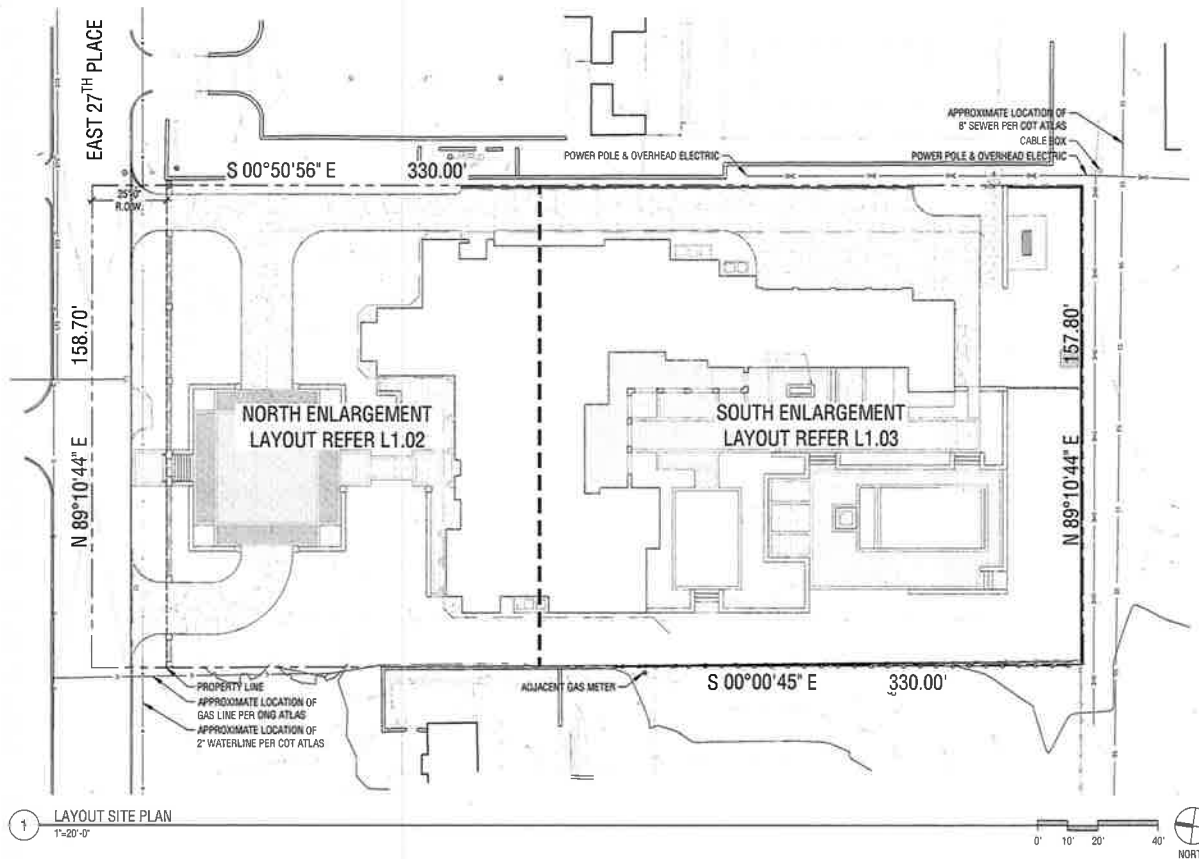 EAST 27TH PLACE
APPROXIMATE LOCATION OF
8" SEWER PER COT ATLAS
CABLE BOX
POWER POLE & OVERHEAD ELECTRIC
POWER POLE & OVERHEAD ELECTRIC
S 00°50'56" E 330.00'
25'-0"
R.O.W.
158.70'
N 89°10'44" E
157.80'
N 89°10'44" E
NORTH ENLARGEMENT
LAYOUT REFER L1.02
SOUTH ENLARGEMENT
LAYOUT REFER L1.03
PROPERTY LINE
APPROXIMATE LOCATION OF
GAS LINE PER ONG ATLAS
APPROXIMATE LOCATION OF
2" WATERLINE PER COT ATLAS
ADJACENT GAS METER
S 00°00'45" E 330.00'
1 LAYOUT SITE PLAN
1"=20'-0"
0' 10' 20' 40'